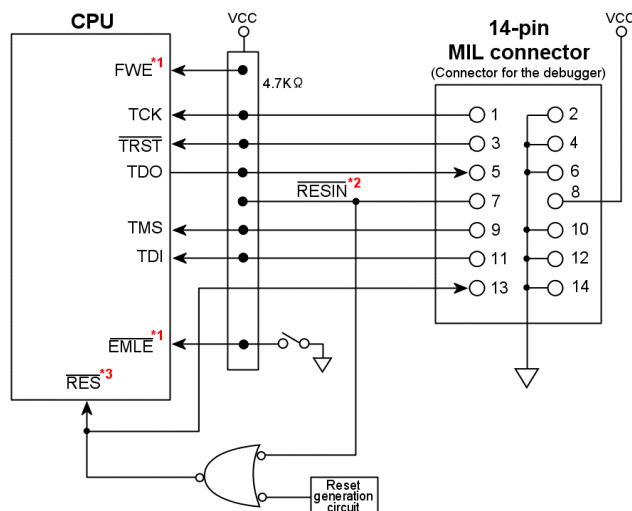 CPU
VCC
14-pin
MIL connector
(Connector for the debugger)
VCC
FWE*1
4.7KΩ
TCK
1
2
TRST
3
4
TDO
5
6
RESIN*2
7
8
TMS
9
10
TDI
11
12
13
14
EMLE*1
RES*3
Reset
generation
circuit